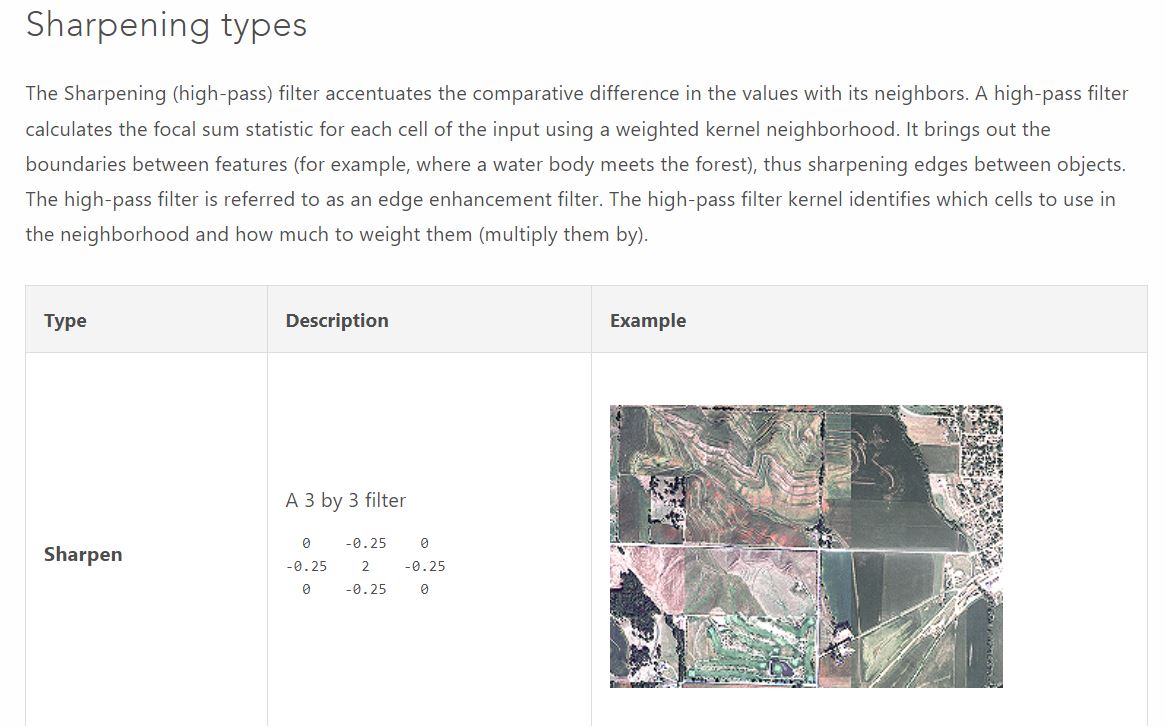 Sharpening types
The Sharpening (high-pass) filter accentuates the comparative difference in the values with its neighbors. A high-pass filter
calculates the focal sum statistic for each cell of the input using a weighted kernel neighborhood. It brings out the
boundaries between features (for example, where a water body meets the forest), thus sharpening edges between objects.
The high-pass filter is referred to as an edge enhancement filter. The high-pass filter kernel identifies which cells to use in
the neighborhood and how much to weight them (multiply them by).
Type Description Example
Sharpen
A 3 by 3 filter
0 -0.25 0
-0.25 2 -0.25
0 -0.25 0